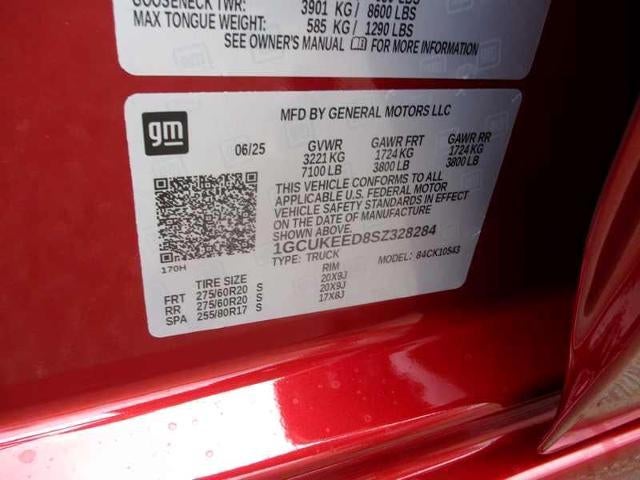 GOOSENECK TWR: 3901 KG / 8600 LBS
MAX TONGUE WEIGHT: 585 KG / 1290 LBS
SEE OWNER'S MANUAL FOR MORE INFORMATION
gm
MFD BY GENERAL MOTORS LLC
06/25 GVWR GAWR FRT GAWR RR
3221 KG 1724 KG 1724 KG
7100 LB 3800 LB 3800 LB
THIS VEHICLE CONFORMS TO ALL
APPLICABLE U.S. FEDERAL MOTOR
VEHICLE SAFETY STANDARDS IN EFFECT
ON THE DATE OF MANUFACTURE
SHOWN ABOVE.
1GCUKEED8SZ328284
TYPE: TRUCK MODEL: 84CK10543
170H
TIRE SIZE RIM
FRT 275/60R20 S 20X9J
RR 275/60R20 S 20X9J
SPA 255/80R17 S 17X8J